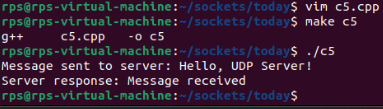 rps@rps-virtual-machine:~/sockets/today$ vim c5.cpp
rps@rps-virtual-machine:~/sockets/today$ make c5
g++     c5.cpp   -o c5
rps@rps-virtual-machine:~/sockets/today$ ./c5
Message sent to server: Hello, UDP Server!
Server response: Message received
rps@rps-virtual-machine:~/sockets/today$